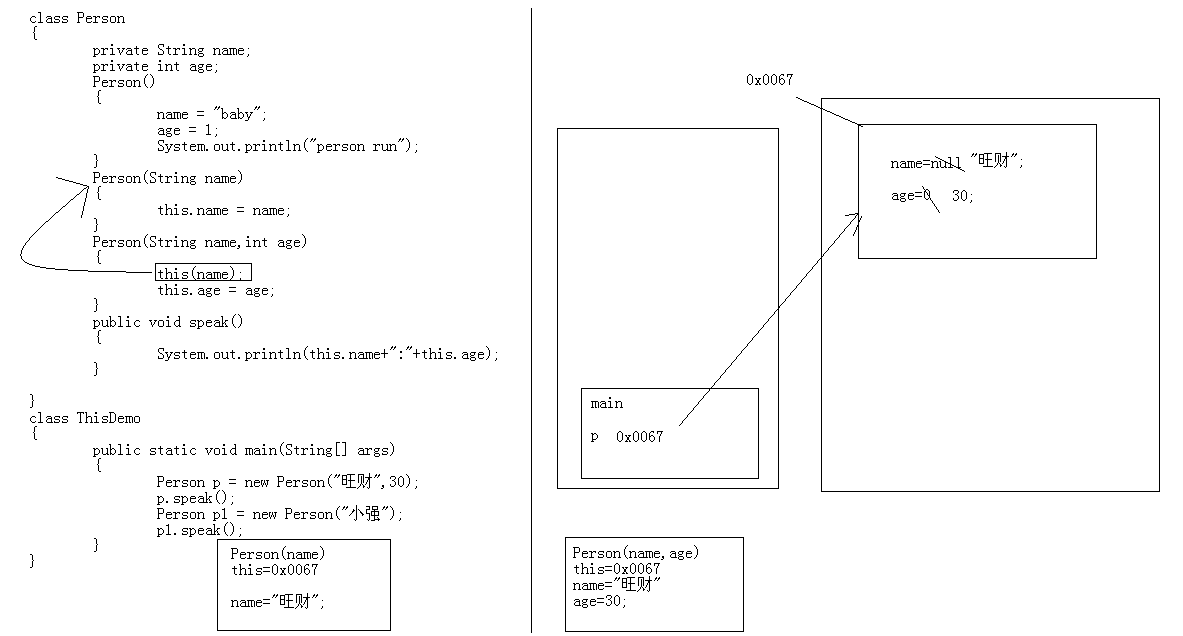 class Person
{
private String name;
private int age;
Person()
{
name = "baby";
age = 1;
System.out.println("person run");
}
Person(String name)
{
this.name = name;
}
Person(String name,int age)
{
this(name);
this.age = age;
}
public void speak()
{
System.out.println(this.name+":"+this.age);
}
}
class ThisDemo
{
public static void main(String[] args)
{
Person p = new Person("旺财",30);
p.speak();
Person p1 = new Person("小强");
p1.speak();
}
}
Person(name)
this=0x0067
name="旺财";
0x0067
name=null "旺财";
age=0 30;
main
p 0x0067
Person(name,age)
this=0x0067
name="旺财"
age=30;